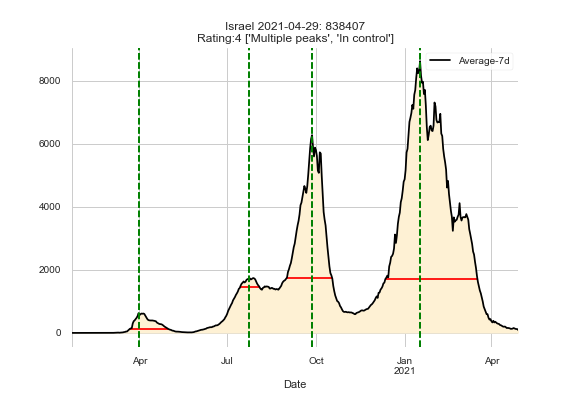 Israel 2021-04-29: 838407
Rating:4 ['Multiple peaks', 'In control']
Average-7d
8000
6000
4000
2000
0
Apr
Jul
Oct
Jan
2021
Apr
Date